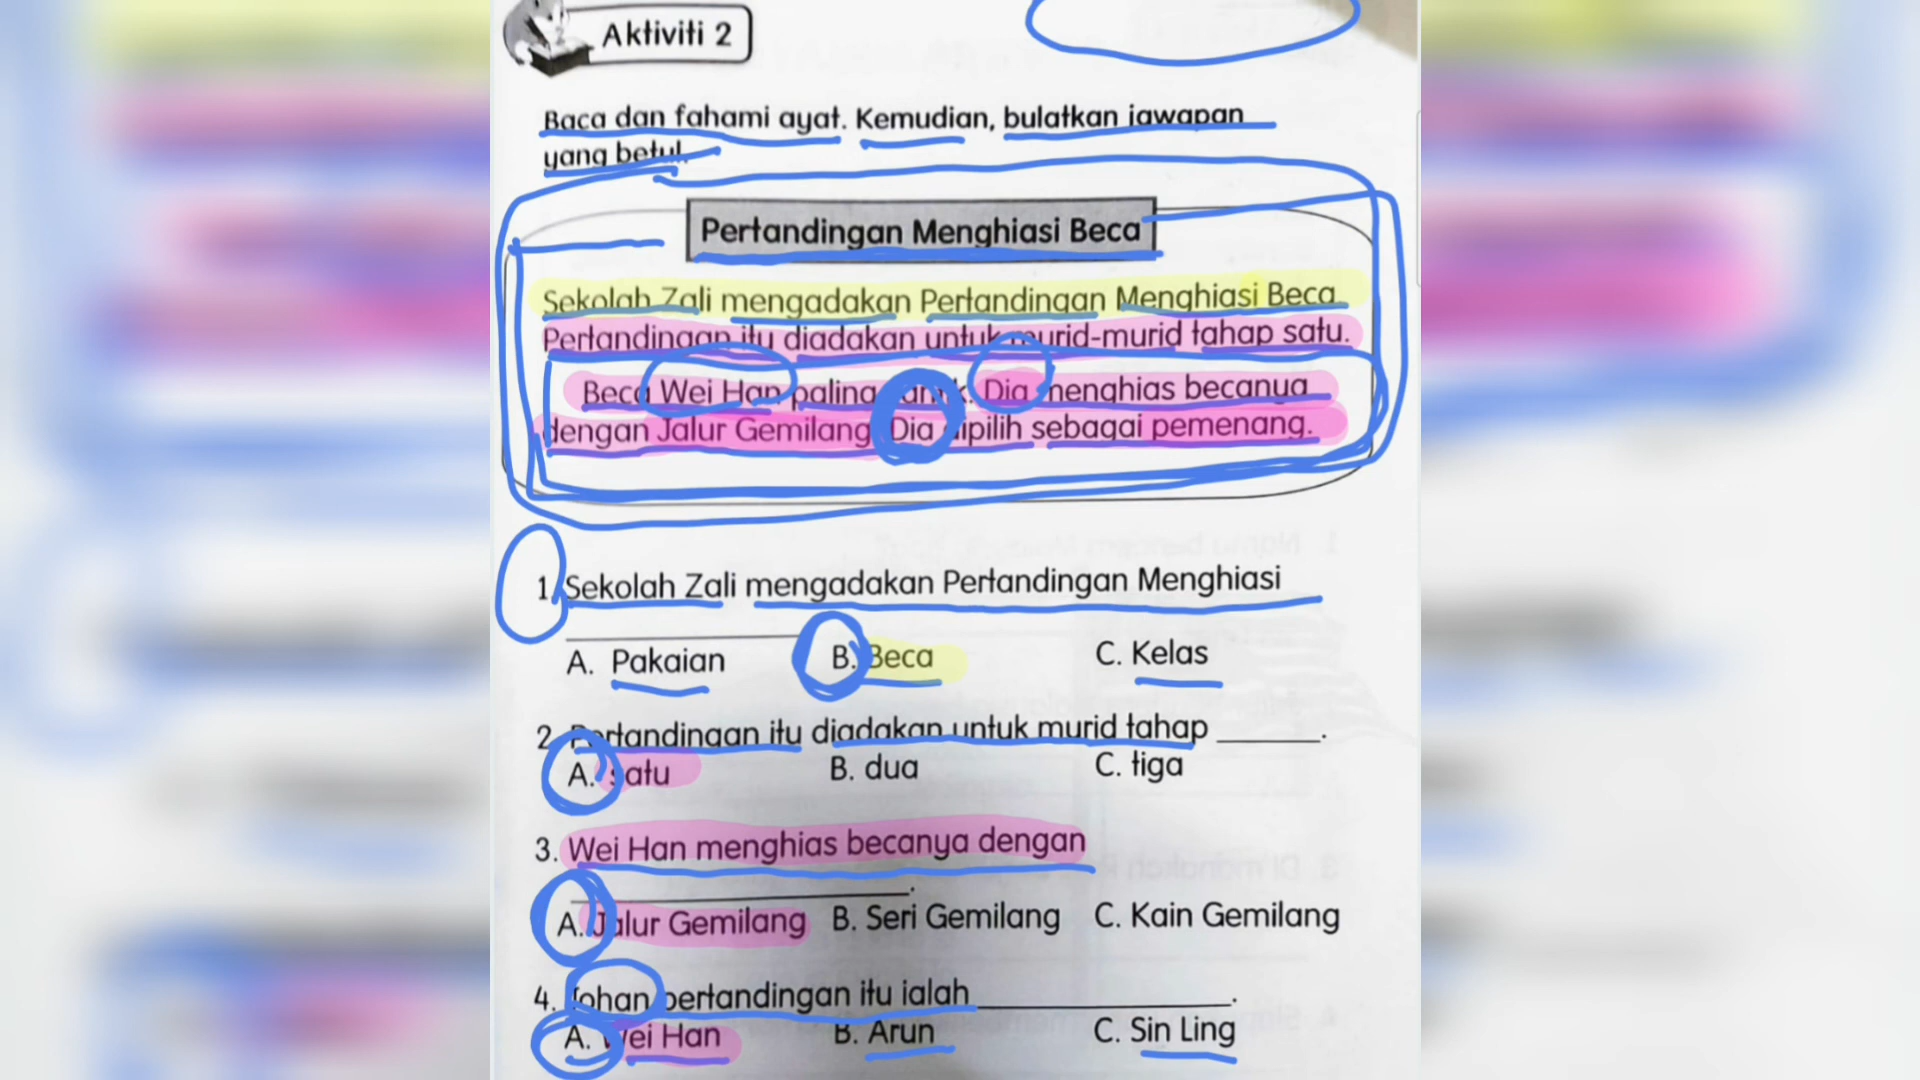 Aktiviti 2
Baca dan fahami ayat. Kemudian, bulatkan jawapan
yang betul.
Pertandingan Menghiasi Beca
Sekolah Zali mengadakan Pertandingan Menghiasi Beca.
Pertandingan itu diadakan untuk murid-murid tahap satu.
Beca Wei Han paling cantik. Dia menghias becanya
dengan Jalur Gemilang. Dia dipilih sebagai pemenang.
1. Sekolah Zali mengadakan Pertandingan Menghiasi
A. Pakaian B. Beca C. Kelas
2. Pertandingan itu diadakan untuk murid tahap ______.
A. satu B. dua C. tiga
3. Wei Han menghias becanya dengan
______.
A. Jalur Gemilang B. Seri Gemilang C. Kain Gemilang
4. Johan pertandingan itu ialah ______.
A. Wei Han B. Arun C. Sin Ling